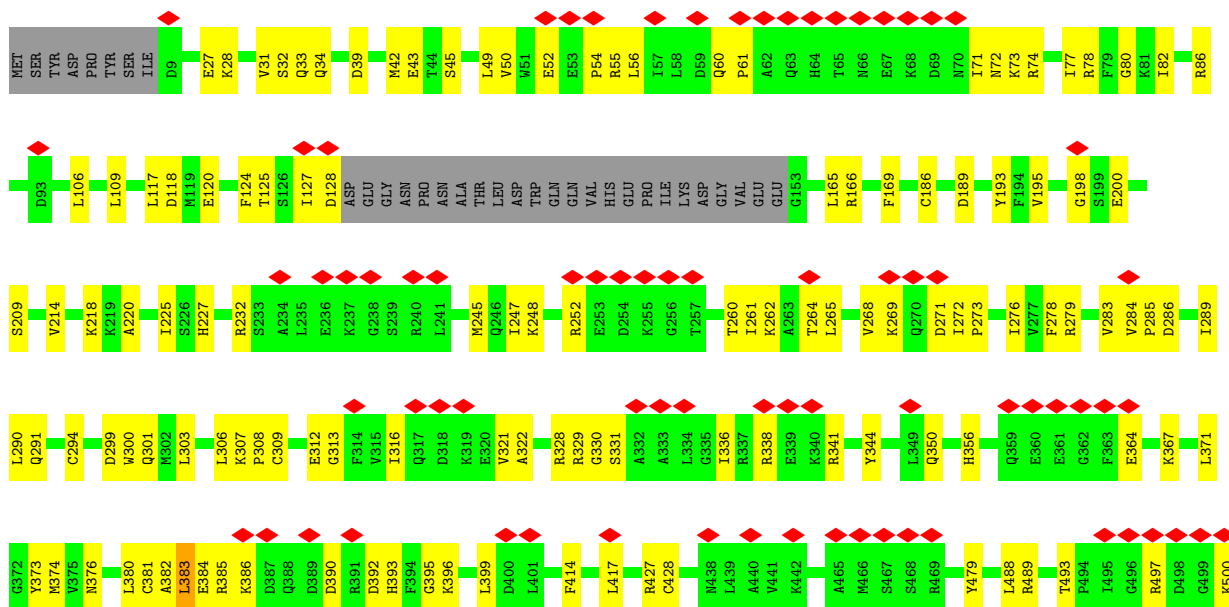 MET SER TYR ASP PRO TYR SER ILE D9 E27 K28 V31 S32 Q33 Q34 D39 M42 E43 T44 S45 L49 V50 W51 E52 E53 P54 R55 L56 I57 L58 D59 Q60 P61 A62 Q63 H64 T65 N66 E67 K68 D69 N70 I71 N72 K73 R74 I77 R78 F79 G80 K81 I82 R86
D93 L106 L109 L117 D118 M119 E120 F124 T125 S126 I127 D128 ASP GLU GLY ASN PRO ASN ALA THR LEU ASP TRP GLN GLN VAL HIS GLU PRO ILE LYS ASP GLY VAL GLU GLU G153 L165 R166 F169 C186 D189 Y193 F194 V195 G198 S199 E200
S209 V214 K218 K219 A220 I225 S226 H227 R232 S233 A234 L235 E236 K237 G238 S239 R240 L241 M245 Q246 I247 K248 R252 E253 D254 K255 G256 T257 T260 I261 K262 A263 T264 L265 V268 K269 Q270 D271 I272 P273 I276 V277 F278 R279 V283 V284 P285 D286 I289
L290 Q291 C294 D299 W300 Q301 M302 L303 L306 K307 P308 C309 E312 G313 F314 V315 I316 Q317 D318 K319 E320 V321 A322 R328 R329 G330 S331 A332 A333 L334 G335 I336 R337 R338 E339 K340 R341 Y344 L349 Q350 H356 Q359 E360 E361 G362 F363 E364 K367 L371
G372 Y373 M374 V375 N376 L380 C381 A382 L383 E384 R385 K386 D387 Q388 D389 D390 R391 D392 H393 F394 G395 K396 L399 D400 L401 F414 L417 R427 C428 N438 L439 A440 V441 K442 A465 M466 S467 S468 R469 Y479 L488 R489 T493 P494 I495 G496 R497 D498 G499